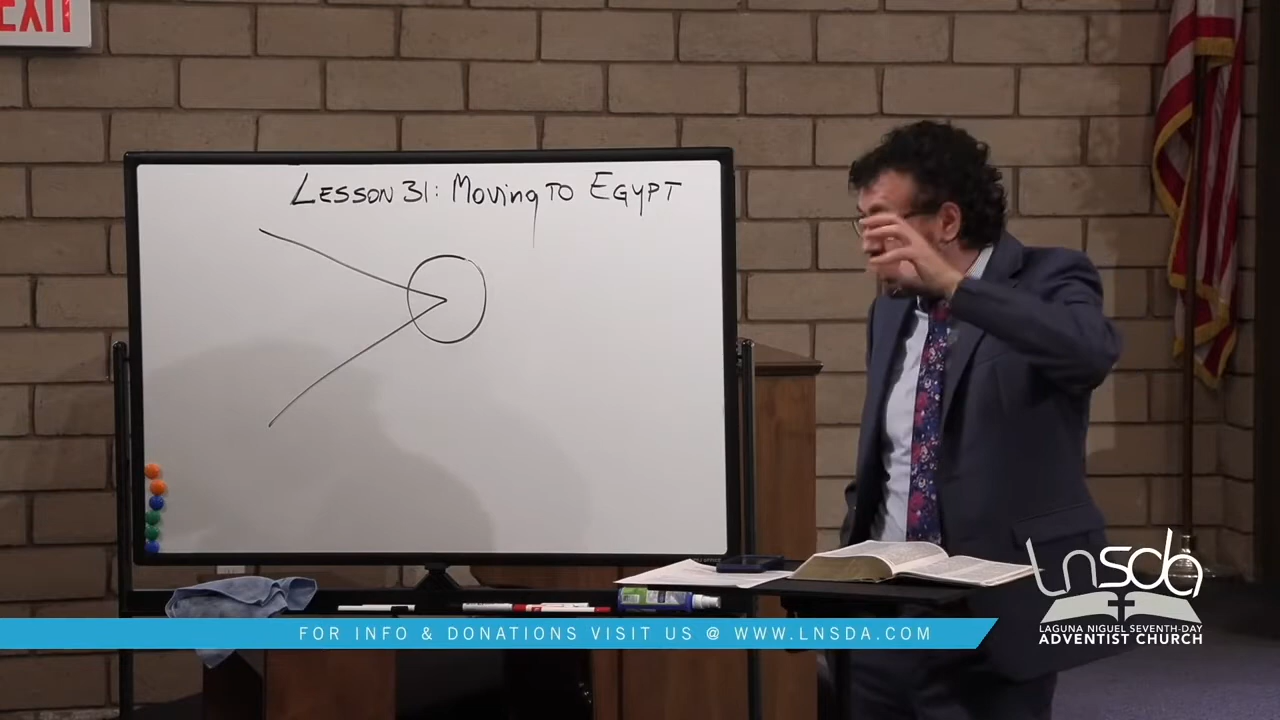 EXIT
LESSON 31: MOVING TO EGYPT
FOR INFO & DONATIONS VISIT US @ WWW.LNSDA.COM
LNSDA
LAGUNA NIGUEL SEVENTH-DAY
ADVENTIST CHURCH